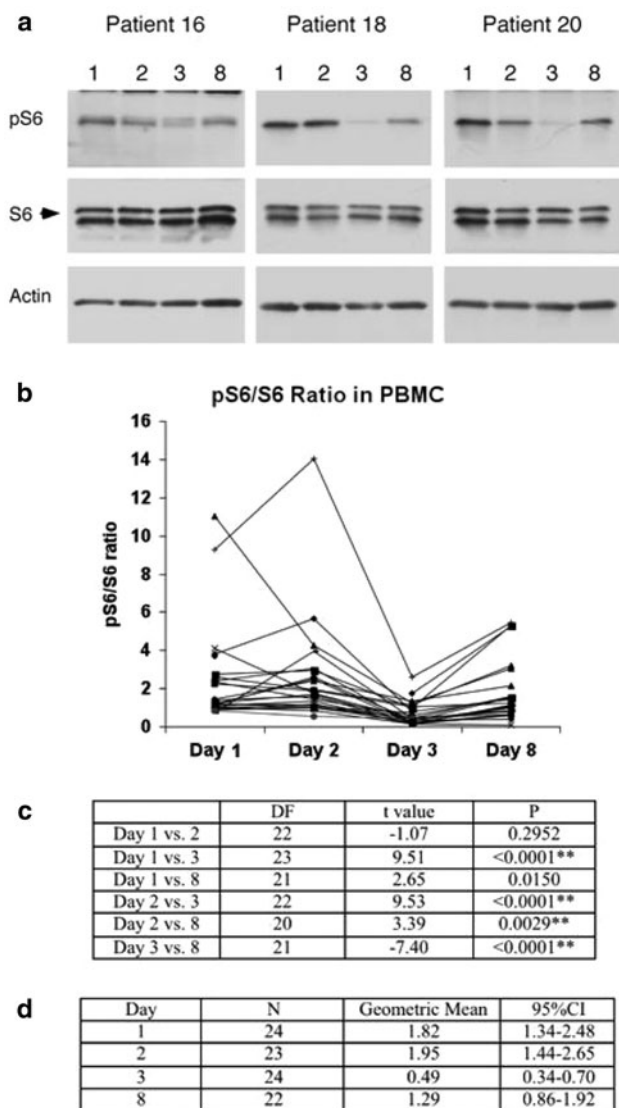 a
Patient 16 Patient 18 Patient 20
1 2 3 8 1 2 3 8 1 2 3 8
pS6
S6
Actin
b
pS6/S6 Ratio in PBMC
16
14
12
10
8
6
4
2
0
pS6/S6 ratio
Day 1 Day 2 Day 3 Day 8
c
DF t value P
Day 1 vs. 2 22 -1.07 0.2952
Day 1 vs. 3 23 9.51 <0.0001**
Day 1 vs. 8 21 2.65 0.0150
Day 2 vs. 3 22 9.53 <0.0001**
Day 2 vs. 8 20 3.39 0.0029**
Day 3 vs. 8 21 -7.40 <0.0001**
d
Day N Geometric Mean 95%CI
1 24 1.82 1.34-2.48
2 23 1.95 1.44-2.65
3 24 0.49 0.34-0.70
8 22 1.29 0.86-1.92